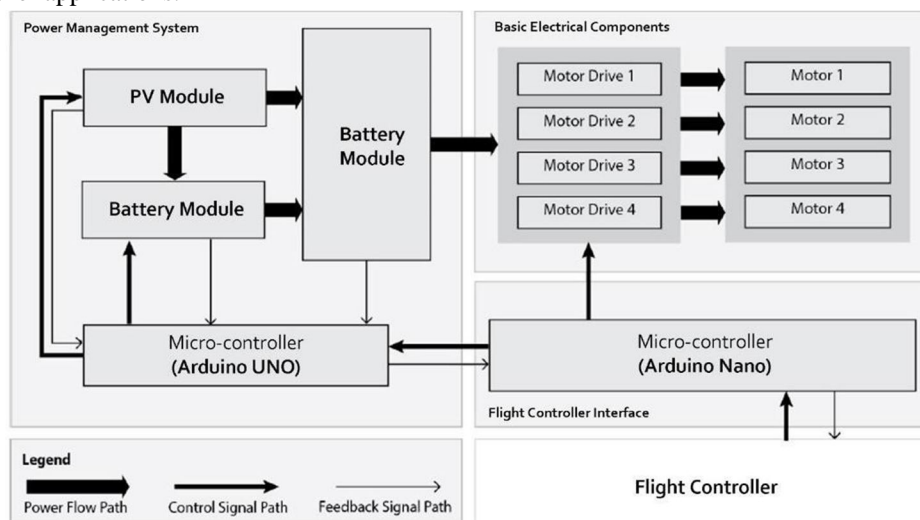 Power Management System
PV Module
Battery Module
Battery
Module
Micro-controller
(Arduino UNO)
Basic Electrical Components
Motor Drive 1
Motor Drive 2
Motor Drive 3
Motor Drive 4
Motor 1
Motor 2
Motor 3
Motor 4
Micro-controller
(Arduino Nano)
Flight Controller Interface
Legend
Power Flow Path
Control Signal Path
Feedback Signal Path
Flight Controller